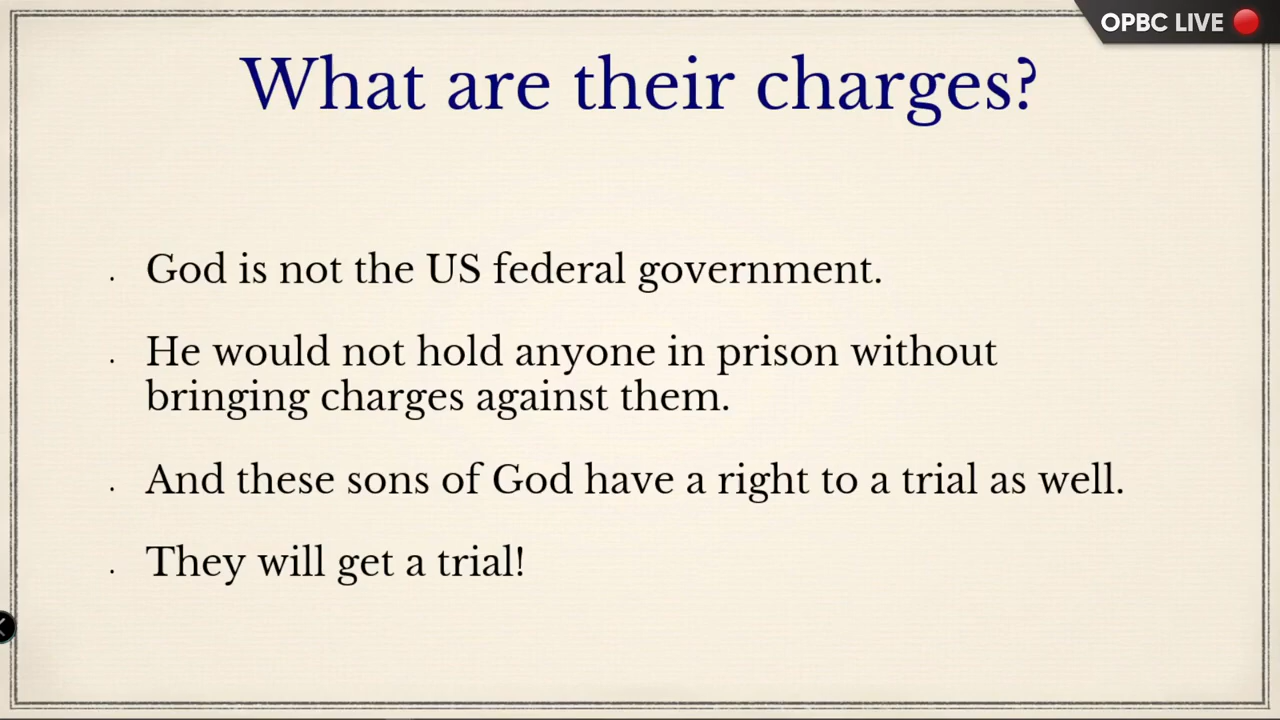 OPBC LIVE
What are their charges?
. God is not the US federal government.
. He would not hold anyone in prison without
bringing charges against them.
. And these sons of God have a right to a trial as well.
. They will get a trial!